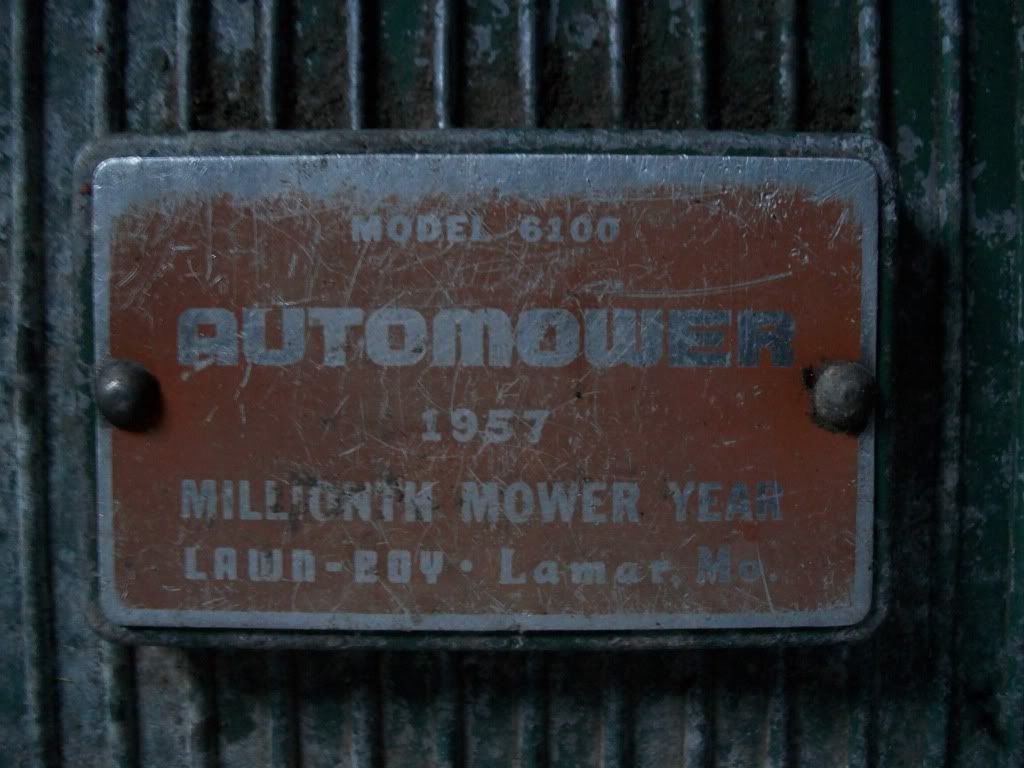 MODEL 6100
AUTOMOWER
1957
MILLIONTH MOWER YEAR
LAWN-BOY · Lamar, Mo.